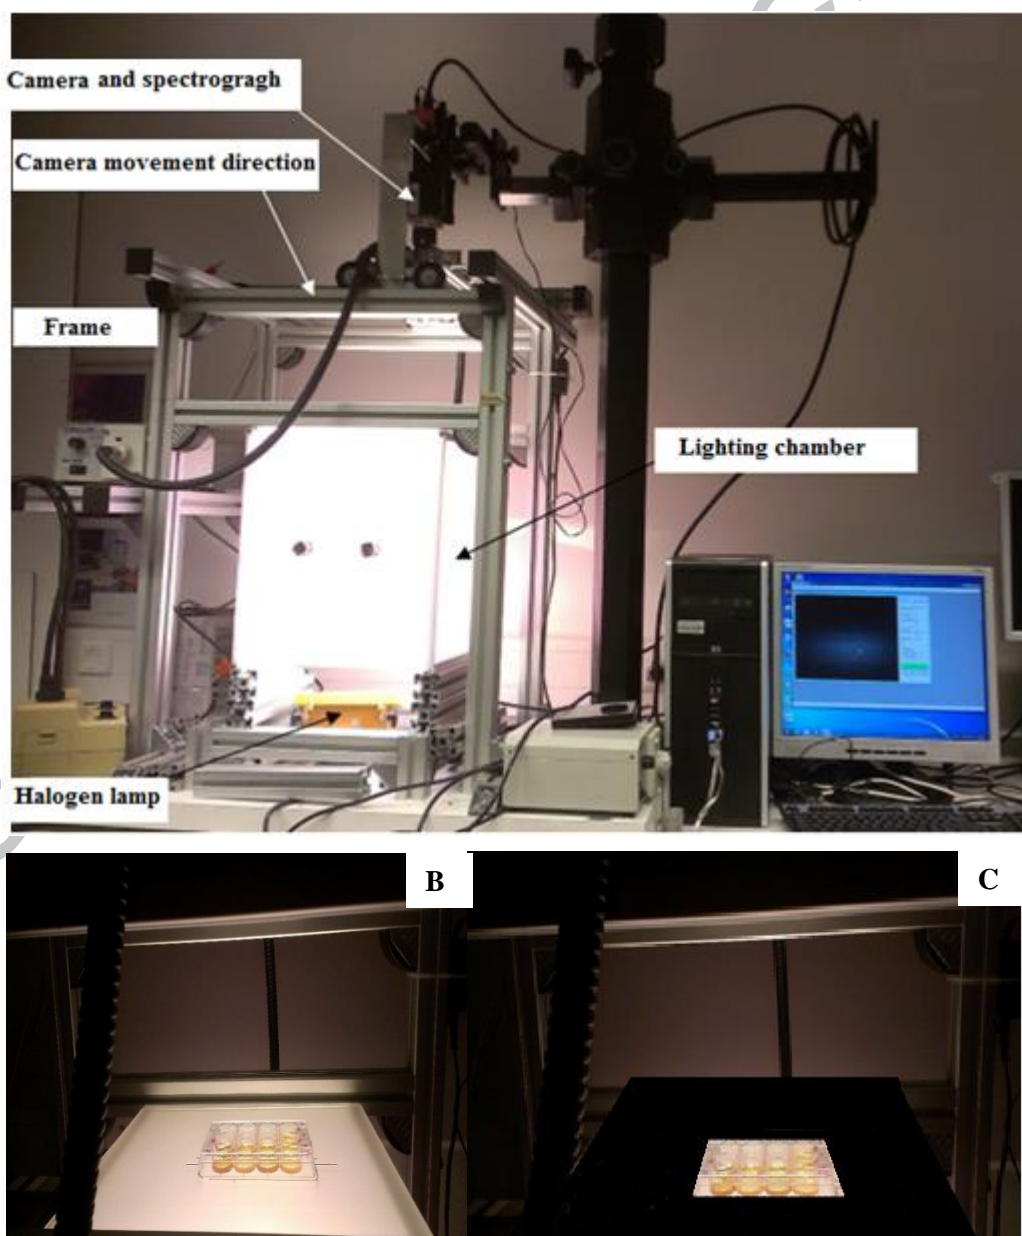 Camera and spectrogragh
Camera movement direction
Frame
Lighting chamber
Halogen lamp
B
C